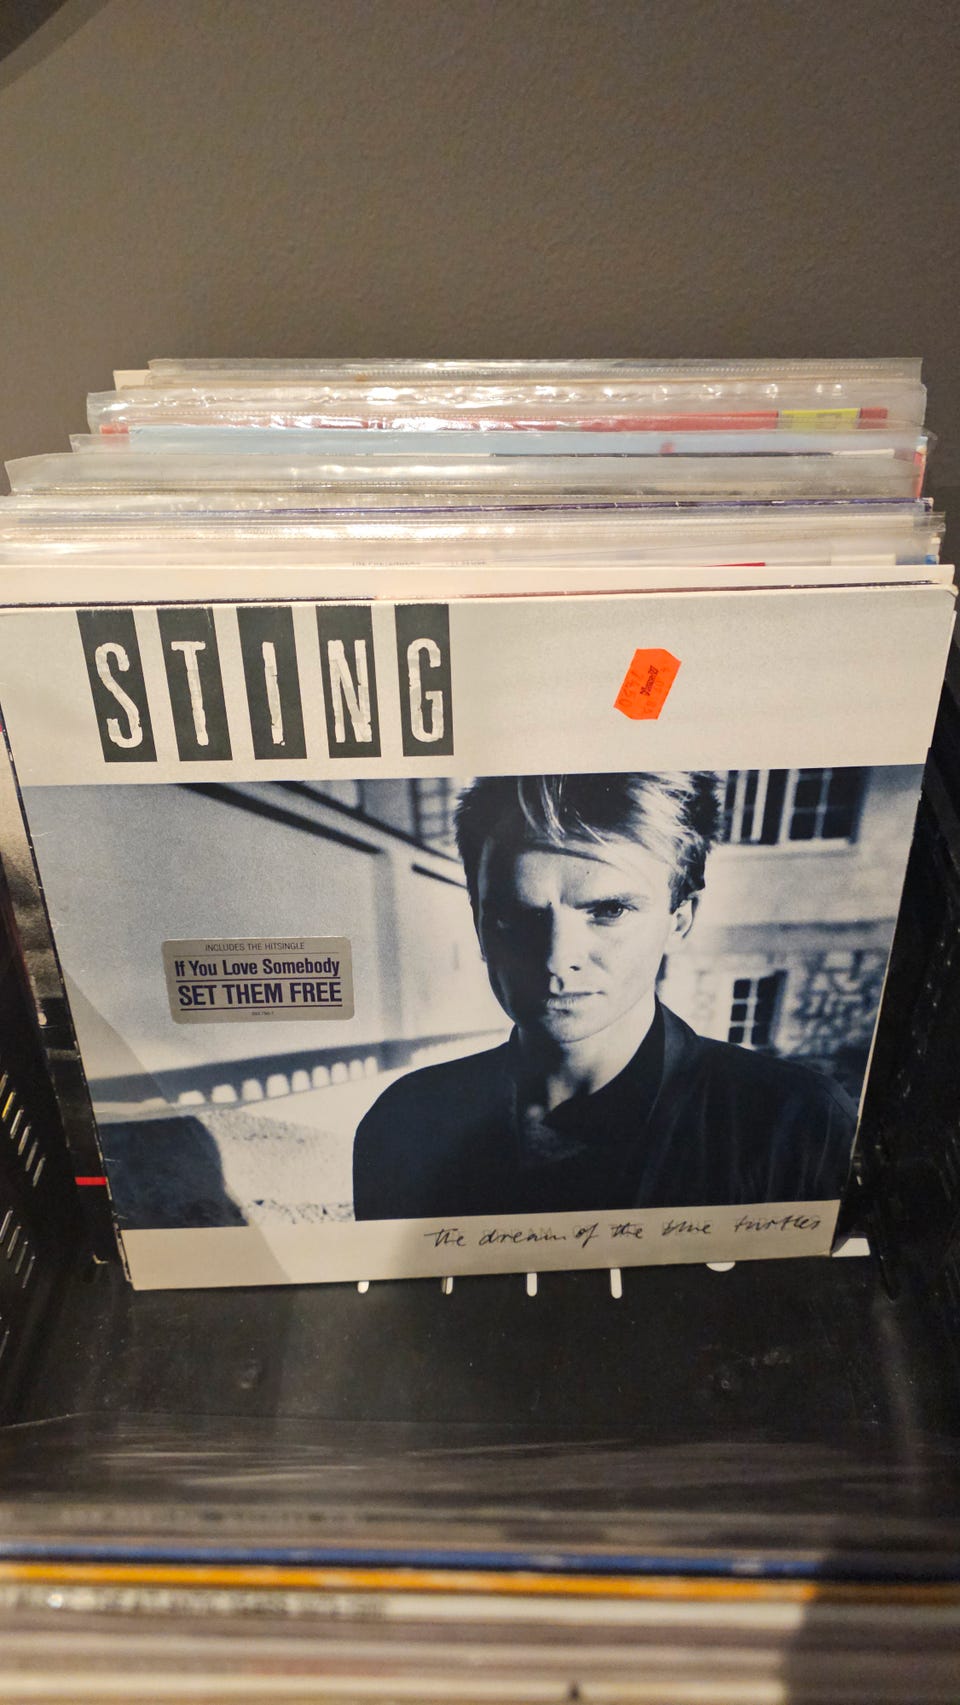 STING
INCLUDES THE HITSINGLE
If You Love Somebody
SET THEM FREE
the dream of the blue turtles